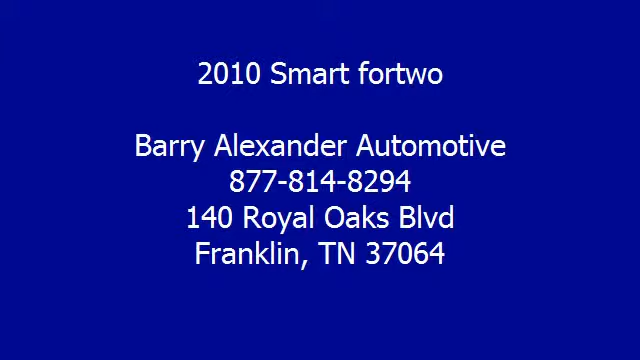 2010 Smart fortwo
Barry Alexander Automotive
877-814-8294
140 Royal Oaks Blvd
Franklin, TN 37064